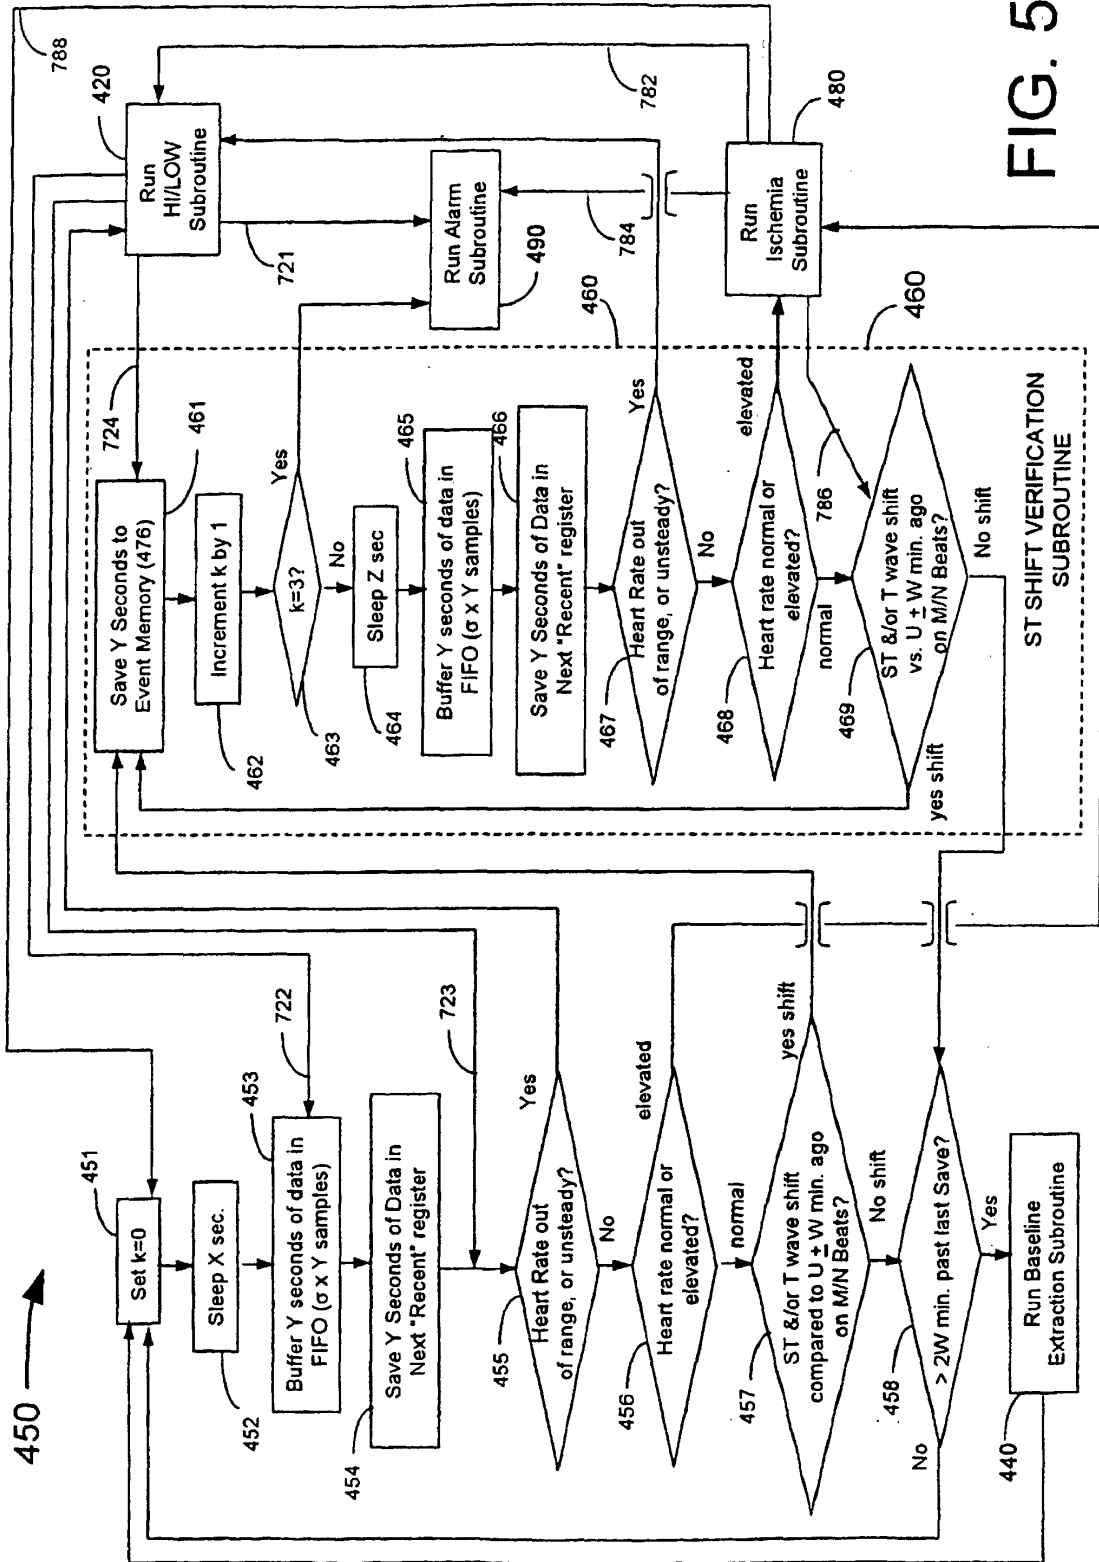 450
451
Set k=0
Sleep X sec.
452
453
Buffer Y seconds of data in
FIFO (σ x Y samples)
722
Save Y Seconds of Data in
Next "Recent" register
454
723
455
Heart Rate out
of range, or unsteady?
Yes
No
456
Heart rate normal or
elevated?
elevated
normal
457
ST &/or T wave shift
compared to U ± W min. ago
on M/N Beats?
yes shift
No shift
458
> 2W min. past last Save?
No
Yes
440
Run Baseline
Extraction Subroutine
724
461
Save Y Seconds to
Event Memory (476)
Increment k by 1
462
k=3?
Yes
No
463
Sleep Z sec
464
465
Buffer Y seconds of data in
FIFO (σ x Y samples)
466
Save Y Seconds of Data in
Next "Recent" register
467
Heart Rate out
of range, or unsteady?
Yes
No
468
Heart rate normal or
elevated?
elevated
normal
469
ST &/or T wave shift
vs. U ± W min. ago
on M/N Beats?
786
yes shift
No shift
460
460
ST SHIFT VERIFICATION
SUBROUTINE
788
420
Run
HI/LOW
Subroutine
721
Run Alarm
Subroutine
490
782
784
480
Run
Ischemia
Subroutine
FIG. 5